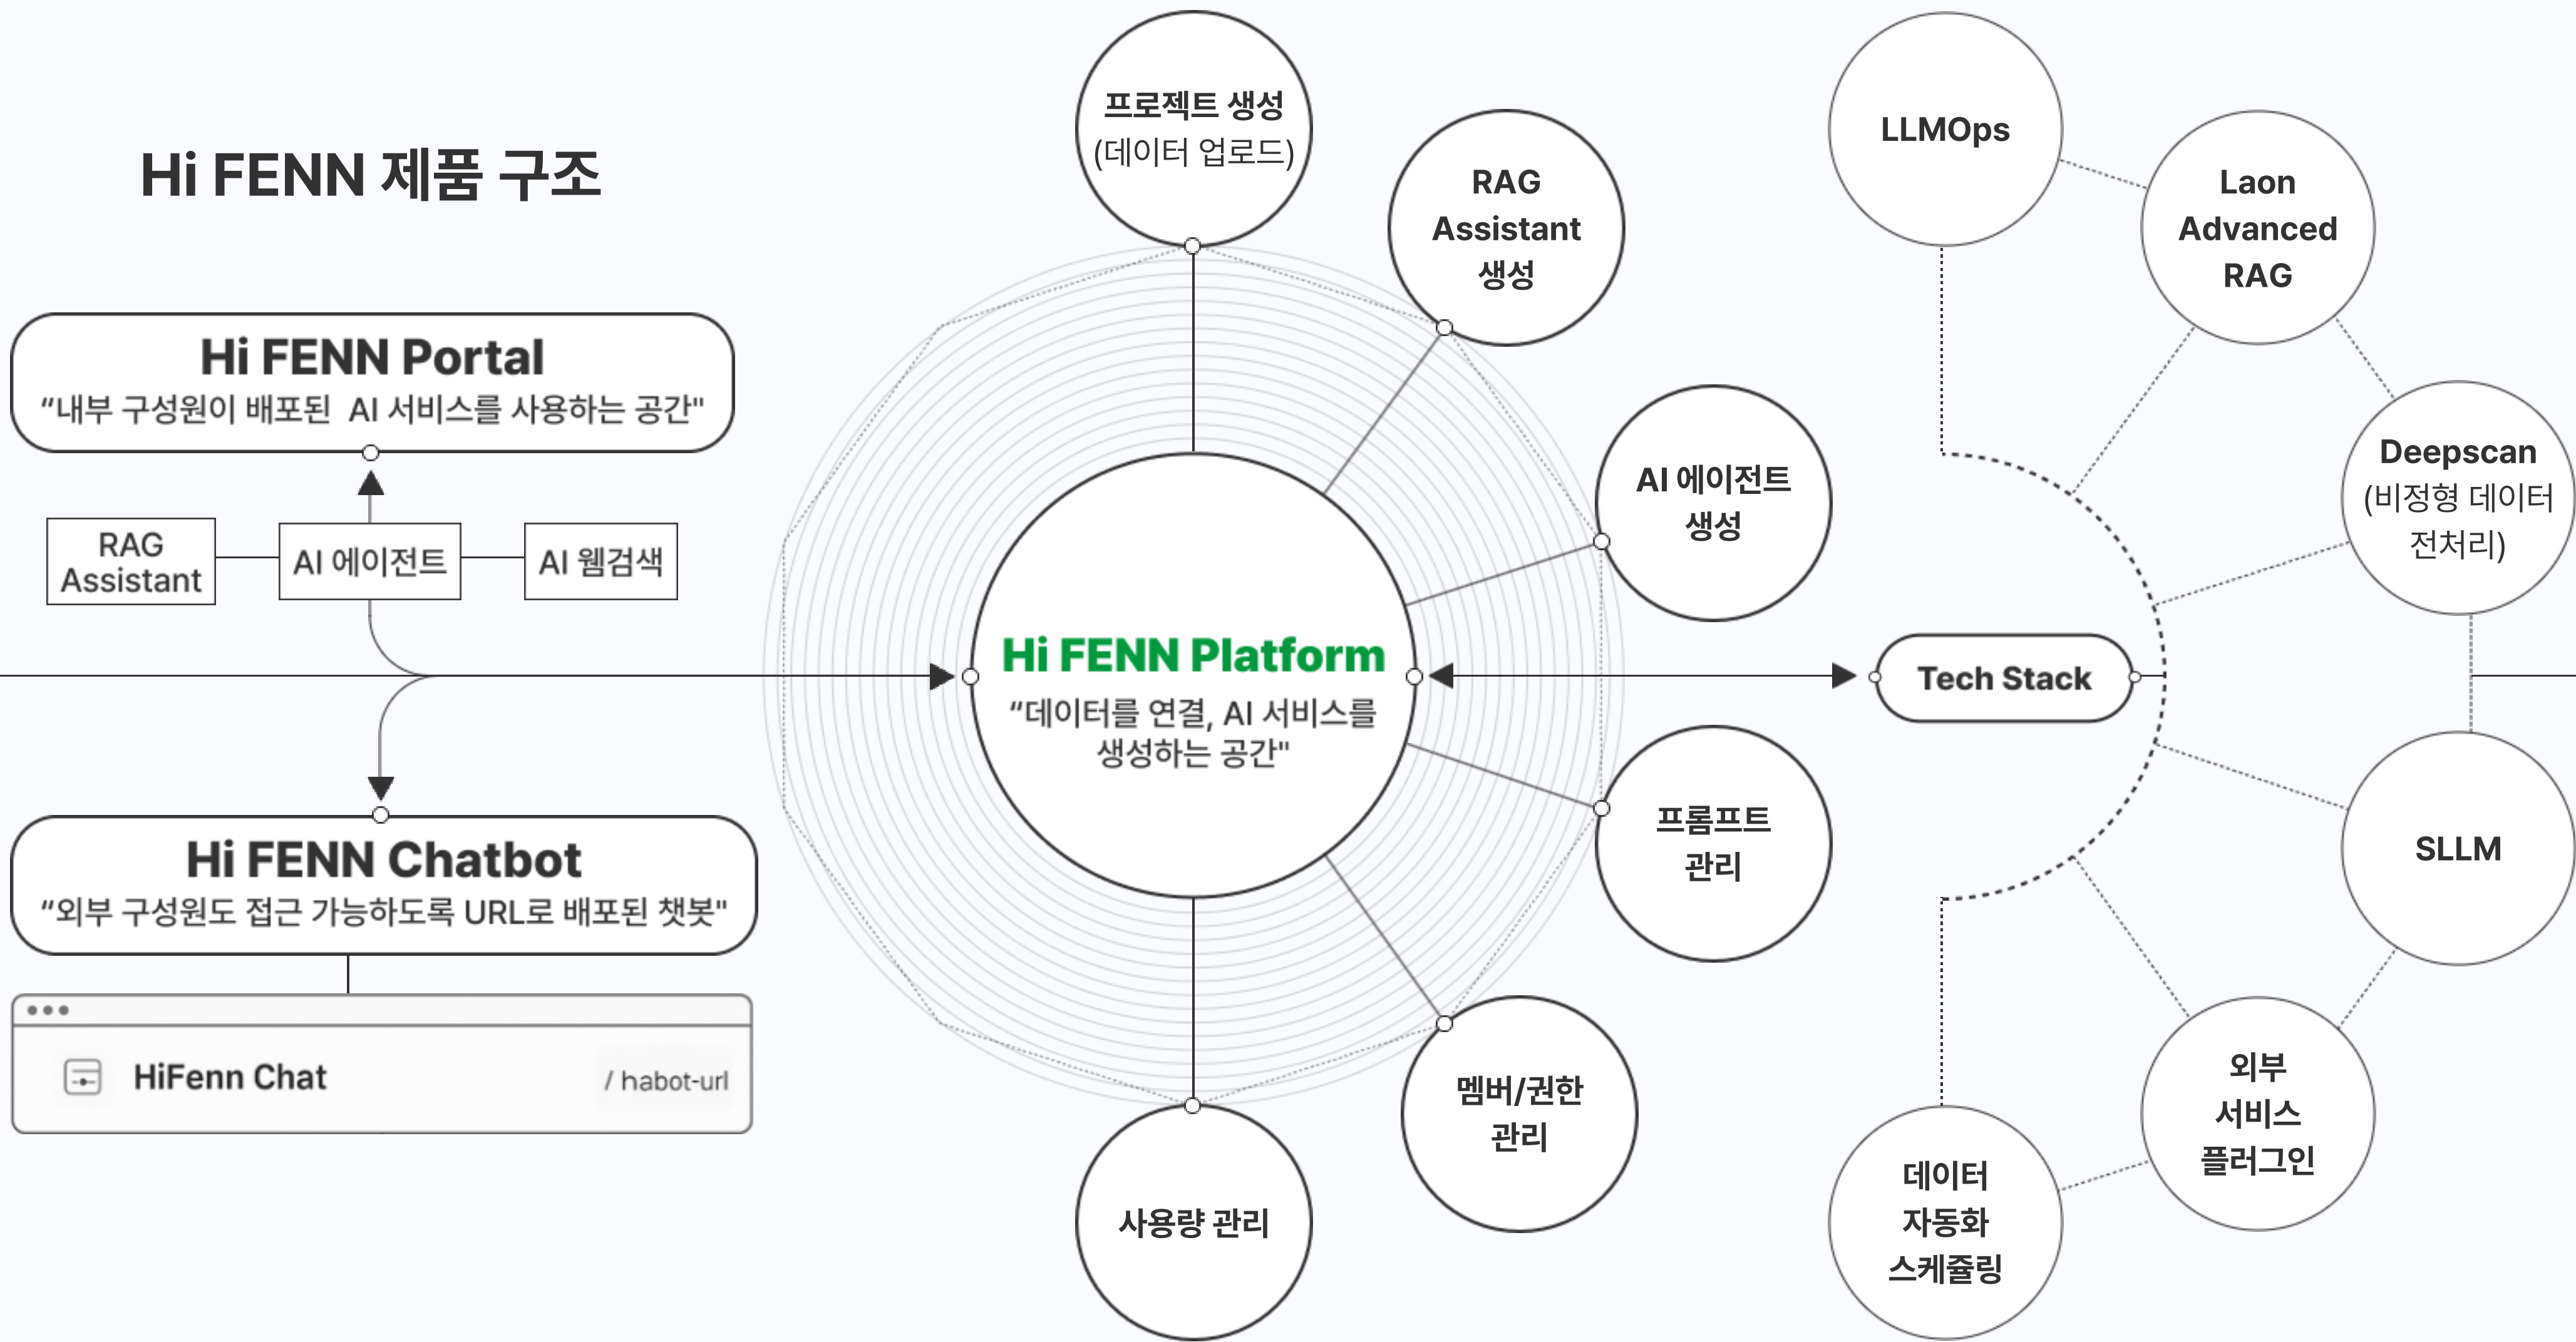 Hi FENN 제품 구조
Hi FENN Portal
“내부 구성원이 배포된 AI 서비스를 사용하는 공간"
RAG
Assistant
AI 에이전트
AI 웹검색
Hi FENN Chatbot
“외부 구성원도 접근 가능하도록 URL로 배포된 챗봇"
HiFenn Chat
/ habot-url
프로젝트 생성
(데이터 업로드)
RAG
Assistant
생성
AI 에이전트
생성
Hi FENN Platform
“데이터를 연결, AI 서비스를
생성하는 공간"
프롬프트
관리
멤버/권한
관리
사용량 관리
Tech Stack
LLMOps
Laon
Advanced
RAG
Deepscan
(비정형 데이터
전처리)
SLLM
외부
서비스
플러그인
데이터
자동화
스케쥴링